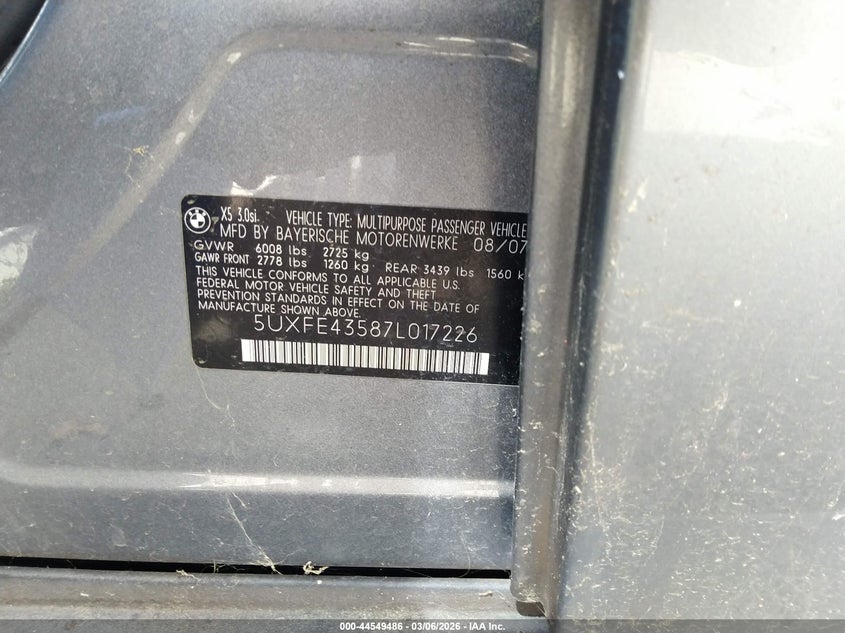 X5 3.0si. VEHICLE TYPE: MULTIPURPOSE PASSENGER VEHICLE
MFD BY BAYERISCHE MOTORENWERKE 08/07
GVWR 6008 lbs 2725 kg
GAWR FRONT 2778 lbs 1260 kg REAR 3439 lbs 1560 k
THIS VEHICLE CONFORMS TO ALL APPLICABLE U.S.
FEDERAL MOTOR VEHICLE SAFETY AND THEFT
PREVENTION STANDARDS IN EFFECT ON THE DATE OF
MANUFACTURE SHOWN ABOVE.
5UXFE43587L017226
000-44549486 - 03/06/2026 - IAA Inc.